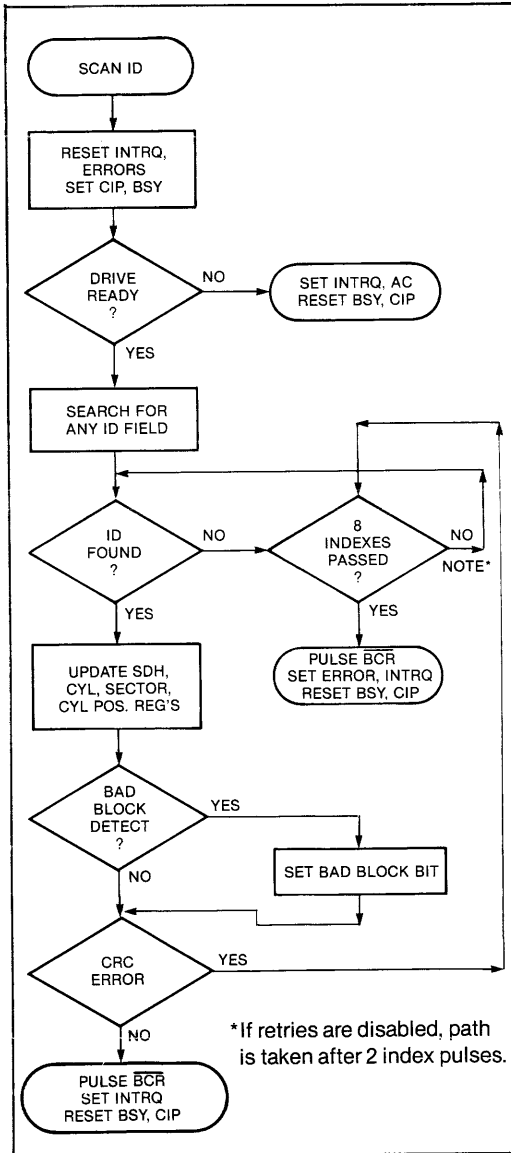 SCAN ID
RESET INTRQ,
ERRORS
SET CIP, BSY
DRIVE
READY
?
NO
SET INTRQ, AC
RESET BSY, CIP
YES
SEARCH FOR
ANY ID FIELD
ID
FOUND
?
NO
8
INDEXES
PASSED
?
NO
NOTE*
YES
YES
PULSE BCR
SET ERROR, INTRQ
RESET BSY, CIP
UPDATE SDH,
CYL, SECTOR,
CYL POS. REG'S
BAD
BLOCK
DETECT
?
YES
SET BAD BLOCK BIT
NO
CRC
ERROR
YES
NO
*If retries are disabled, path
is taken after 2 index pulses.
PULSE BCR
SET INTRQ
RESET BSY, CIP